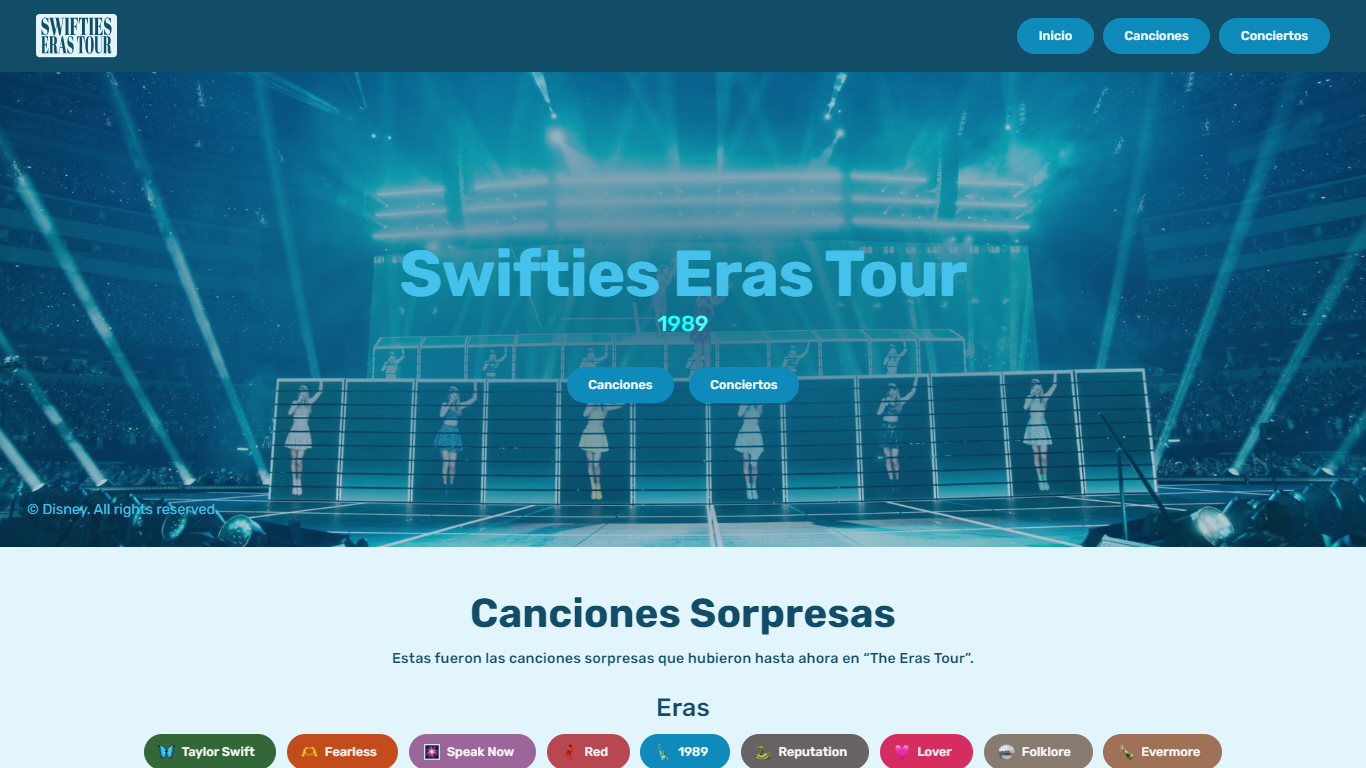 SWIFTIES
ERAS TOUR
Inicio Canciones Conciertos
Swifties Eras Tour
1989
Canciones Conciertos
© Disney. All rights reserved.
Canciones Sorpresas
Estas fueron las canciones sorpresas que hubieron hasta ahora en “The Eras Tour”.
Eras
Taylor Swift Fearless Speak Now Red 1989 Reputation Lover Folklore Evermore